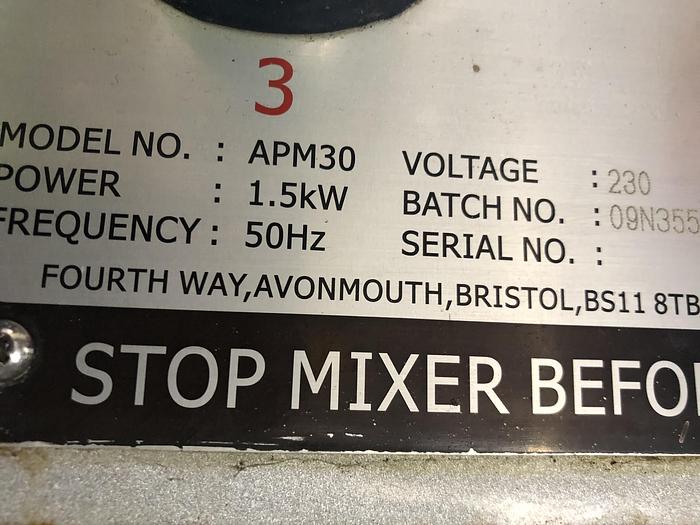 3
MODEL NO. : APM30 VOLTAGE : 230
POWER : 1.5kW BATCH NO. : 09N355
FREQUENCY : 50Hz SERIAL NO. :
FOURTH WAY,AVONMOUTH,BRISTOL,BS11 8TB
STOP MIXER BEFO